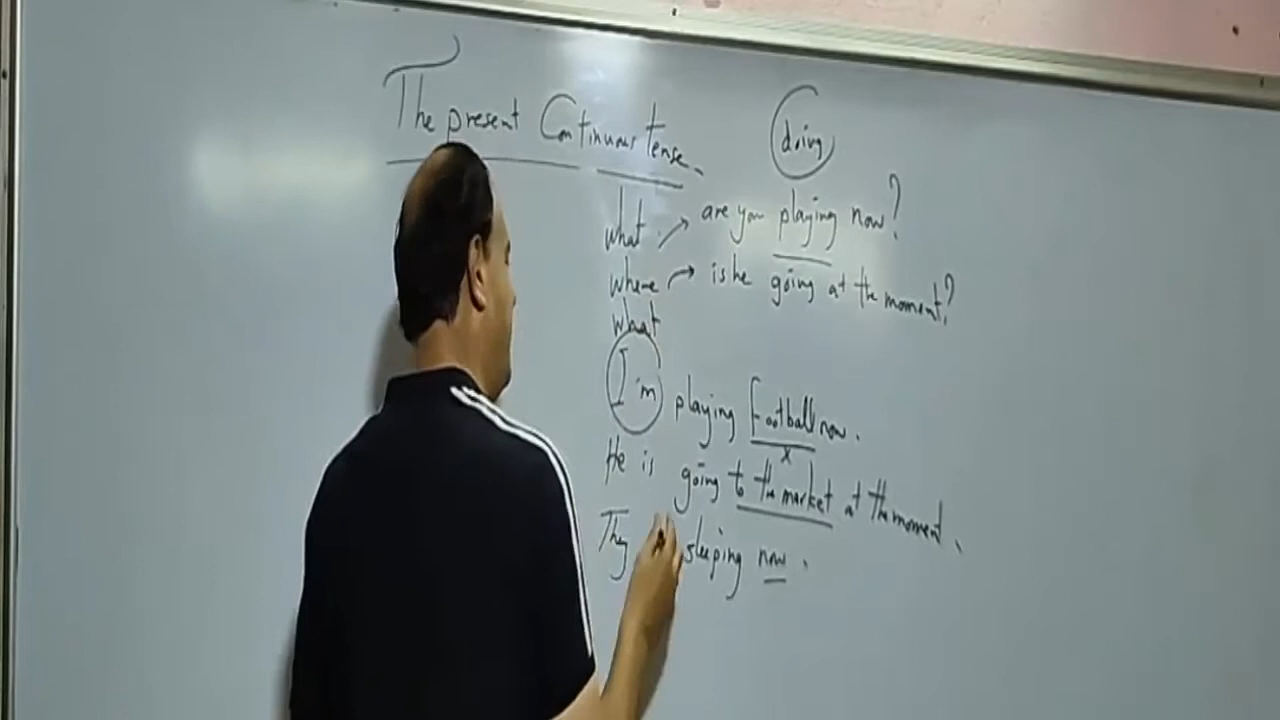 The present Continuous tense.
doing
what → are you playing now?
where → is he going at the moment?
what
I'm playing Football now.
x
He is going to the market at the moment.
They sleeping now.